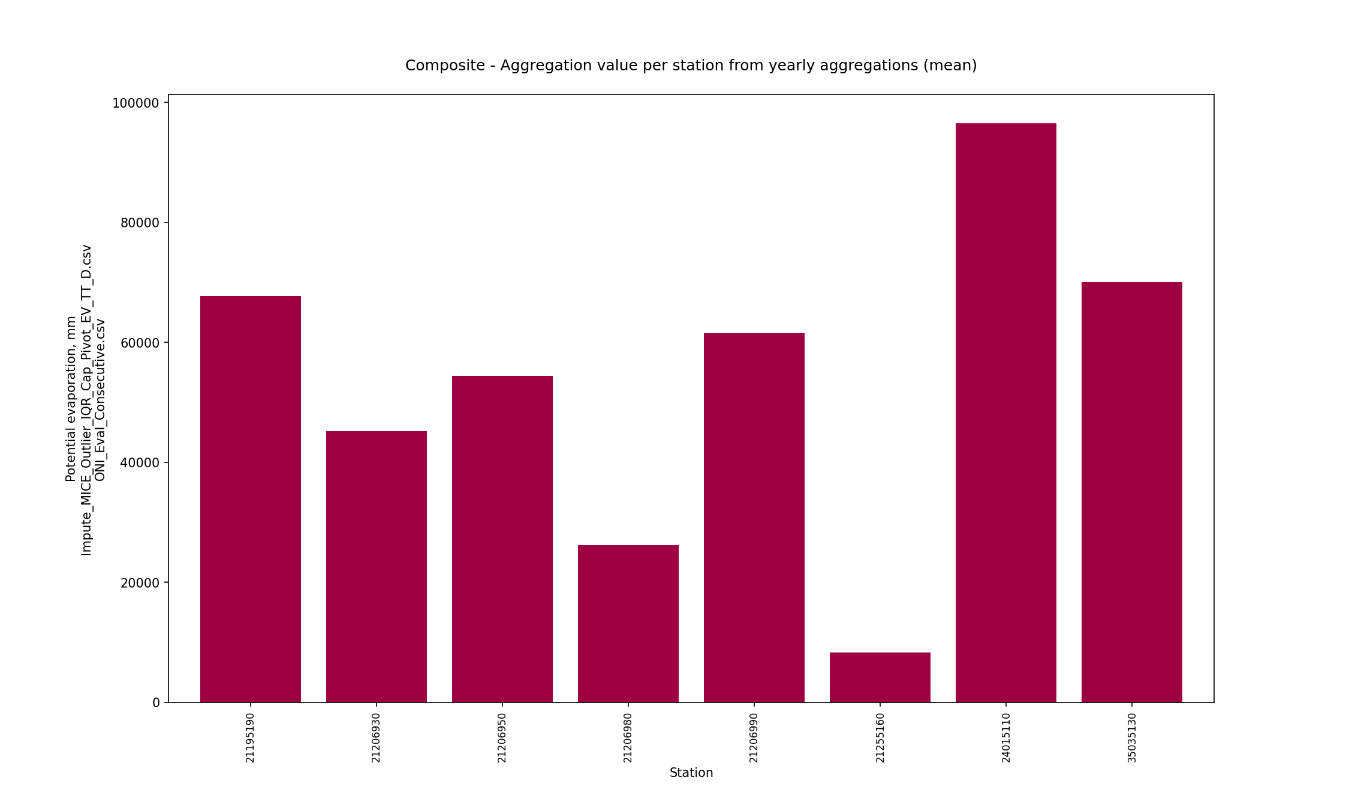 Composite - Aggregation value per station from yearly aggregations (mean)
Potential evaporation, mm
Impute_MICE_Outlier_IQR_Cap_Pivot_EV_TT_D.csv
ONI_Eval_Consecutive.csv
100000
80000
60000
40000
20000
0
21195190
21206930
21206950
21206980
21206990
21255160
24015110
35035130
Station